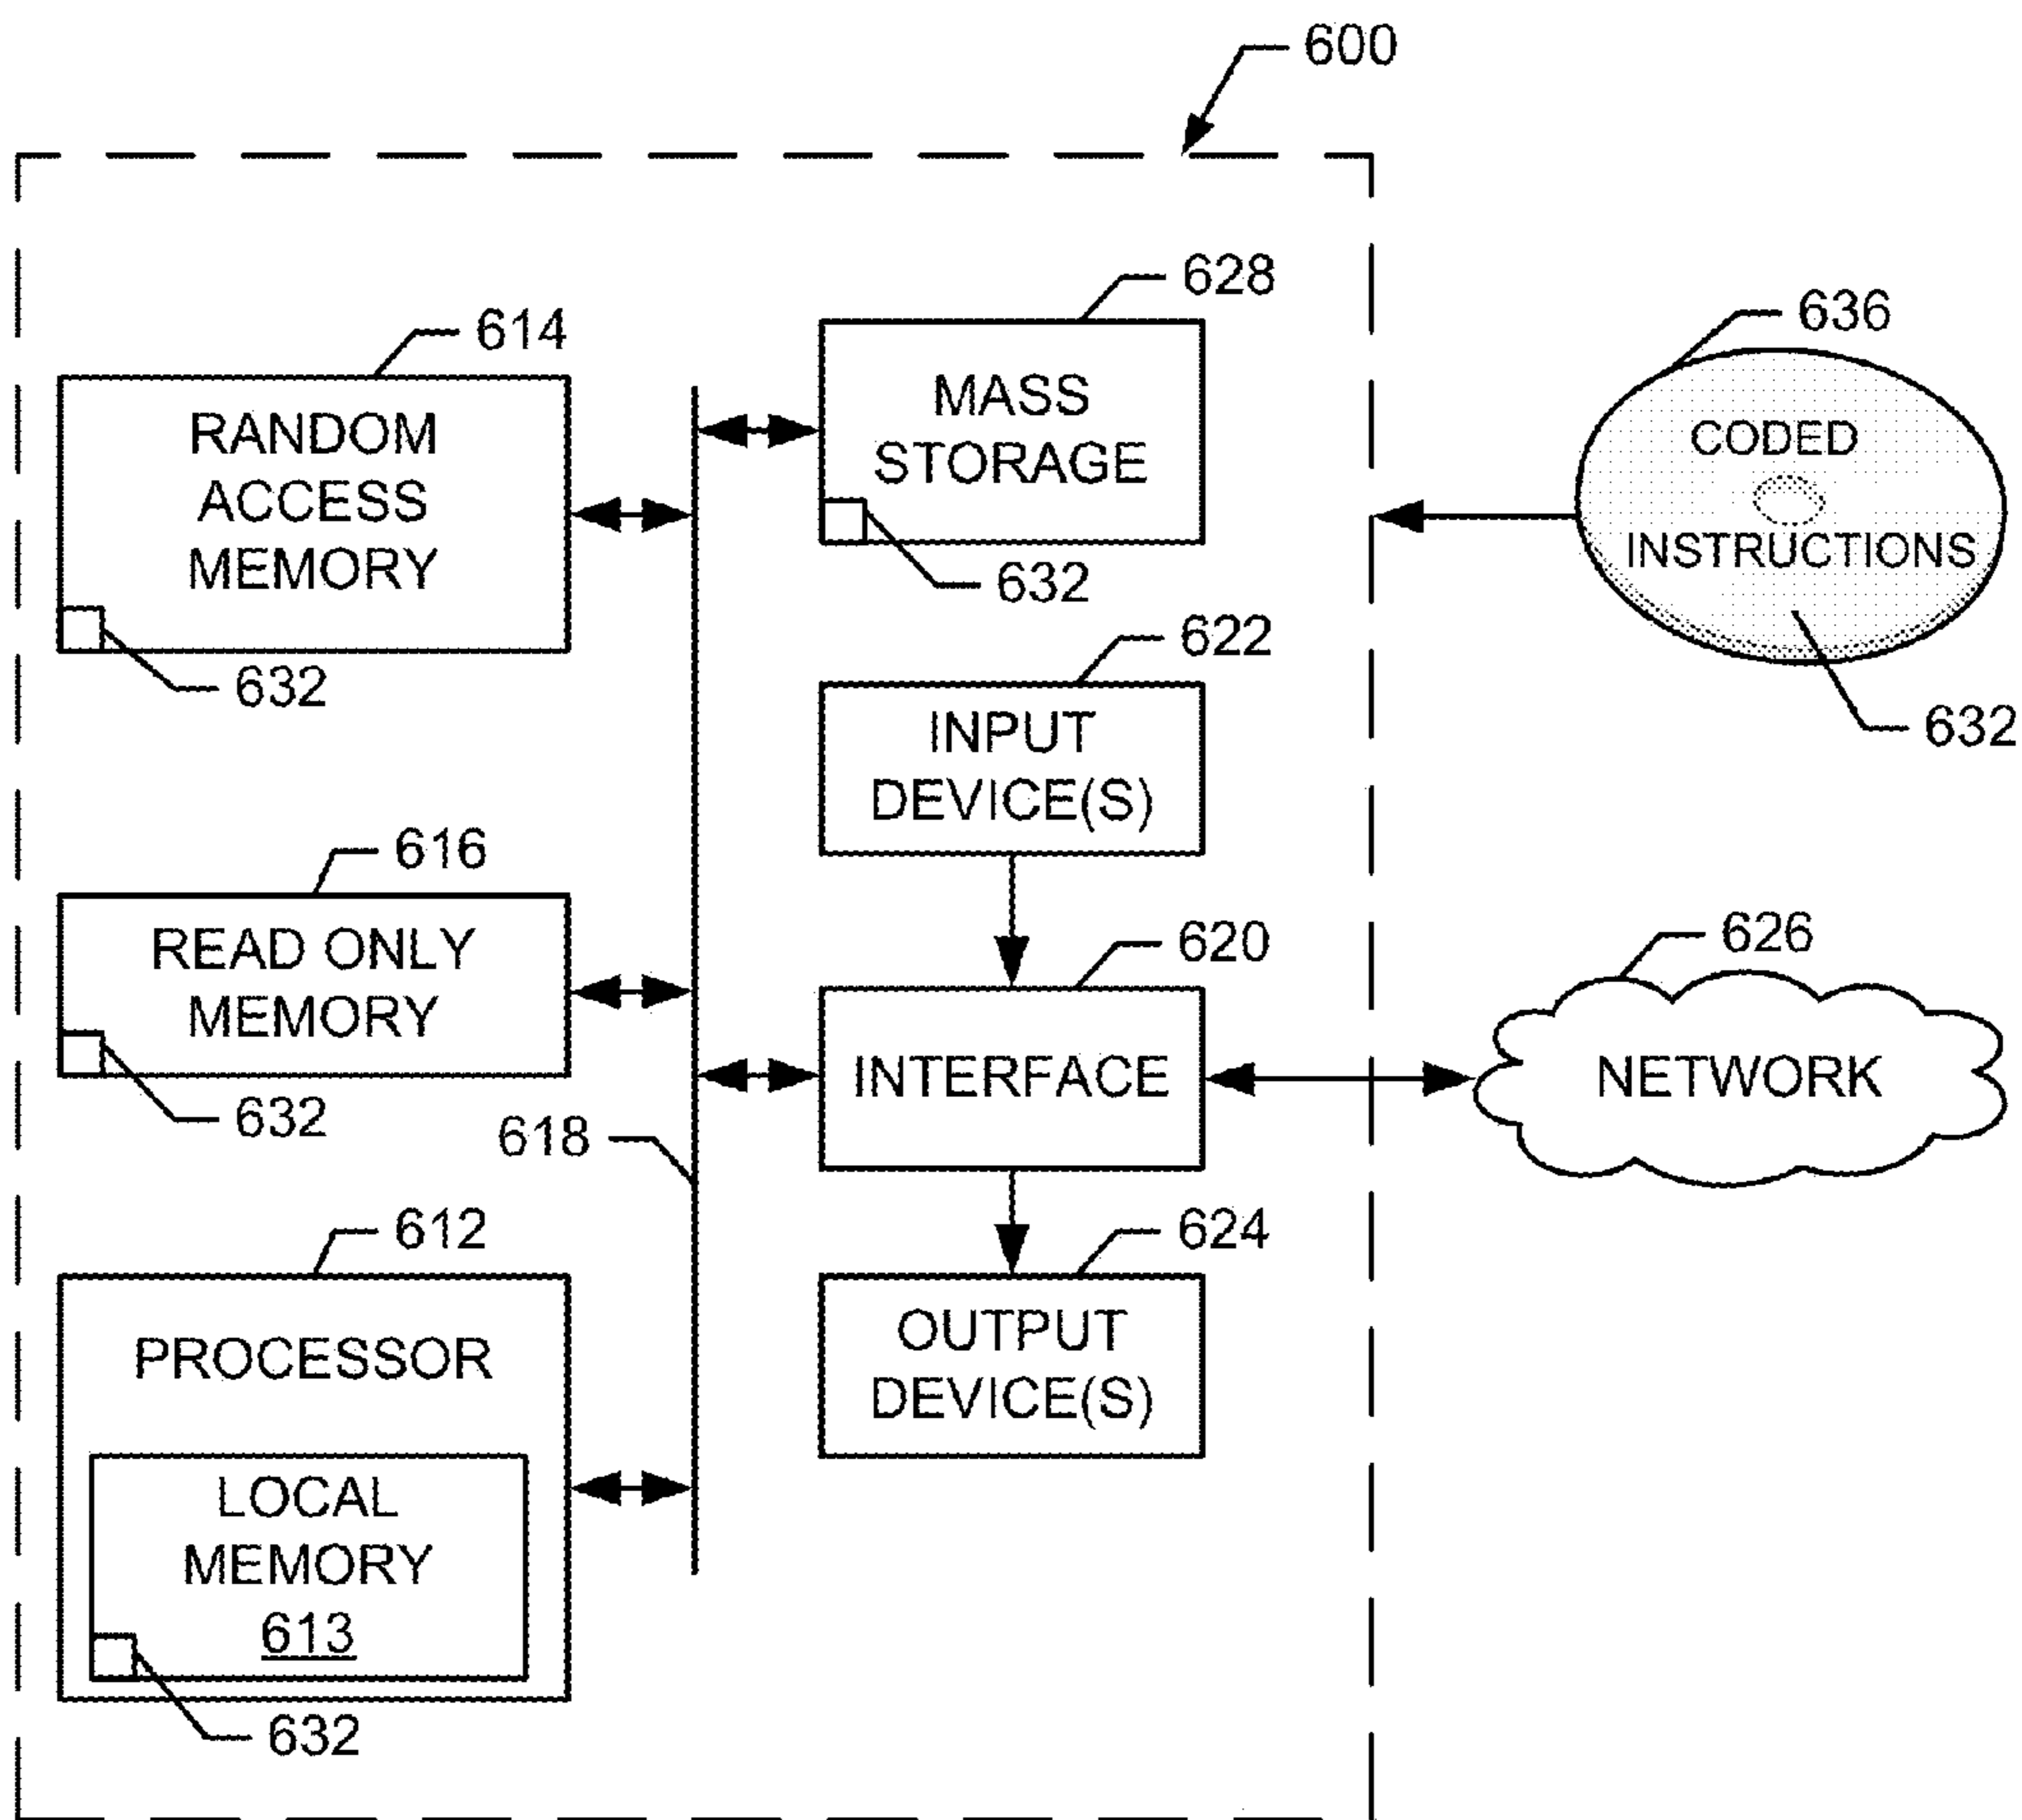 600
628
614
636
MASS
STORAGE
RANDOM
ACCESS
MEMORY
CODED
INSTRUCTIONS
632
622
632
632
INPUT
DEVICE(S)
616
READ ONLY
MEMORY
620
626
INTERFACE
NETWORK
632
618
612
624
PROCESSOR
OUTPUT
DEVICE(S)
LOCAL
MEMORY
613
632